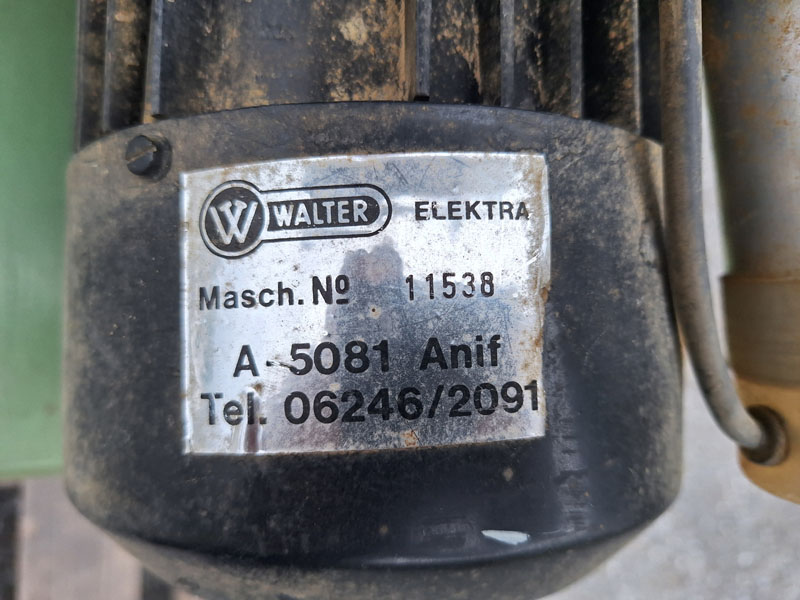 W WALTER ELEKTRA
Masch. Nº 11538
A-5081 Anif
Tel. 06246/2091